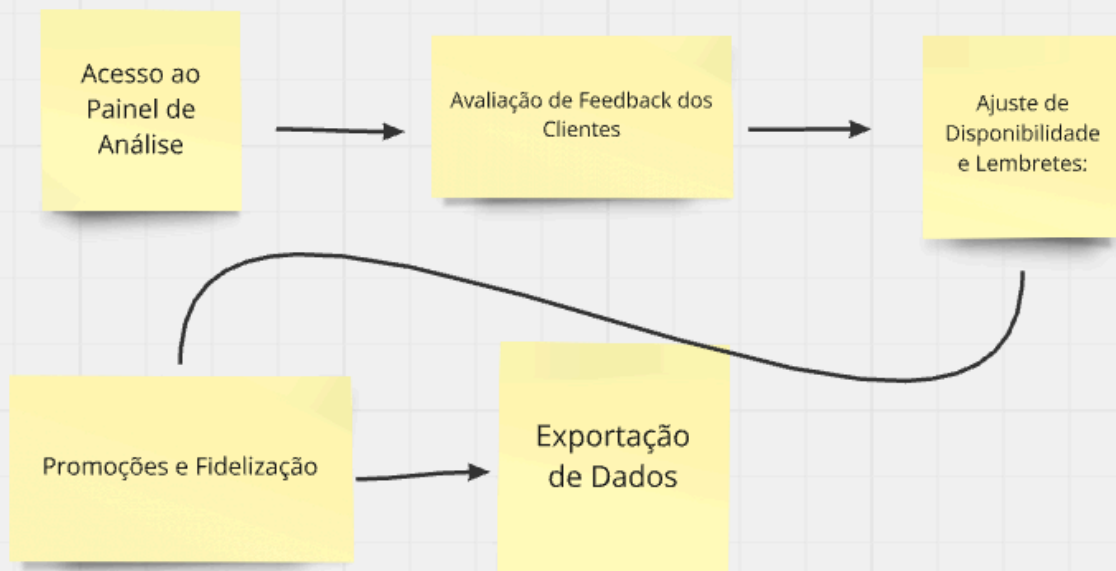 Acesso ao
Painel de
Análise
Avaliação de Feedback dos
Clientes
Ajuste de
Disponibilidade
e Lembretes:
Promoções e Fidelização
Exportação
de Dados